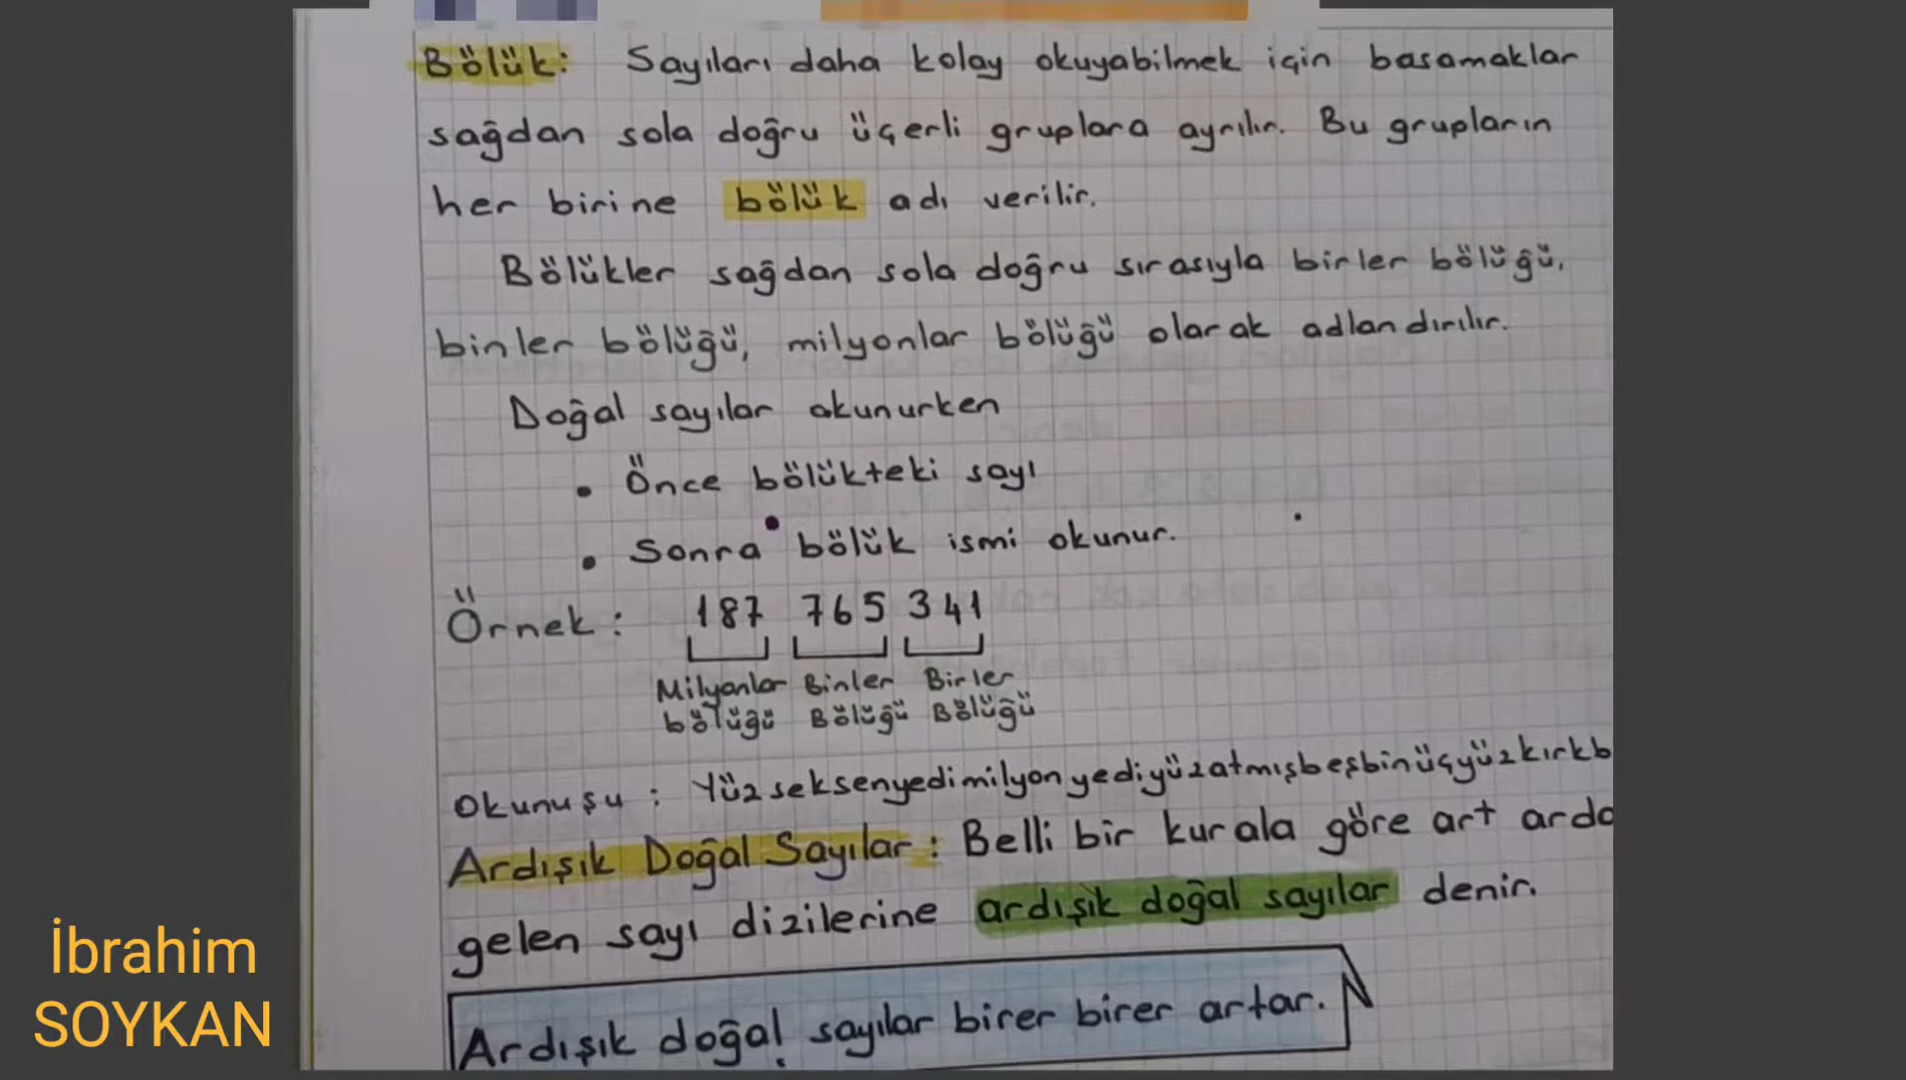 Bölük: Sayıları daha kolay okuyabilmek için basamaklar
sağdan sola doğru üçerli gruplara ayrılır. Bu grupların
her birine bölük adı verilir.
Bölükler sağdan sola doğru sırasıyla birler bölüğü,
binler bölüğü, milyonlar bölüğü olarak adlandırılır.
Doğal sayılar okunurken
• Önce bölükteki sayı
• Sonra bölük ismi okunur.
Örnek: 187 765 341
Milyonlar Binler Birler
bölüğü Bölüğü Bölüğü
Okunuşu: Yüzseksenyedimilyonyediyüzatmışbeşbinüçyüzkırkb
Ardışık Doğal Sayılar: Belli bir kurala göre art arda
gelen sayı dizilerine ardışık doğal sayılar denir.
Ardışık doğal sayılar birer birer artar.
İbrahim
SOYKAN